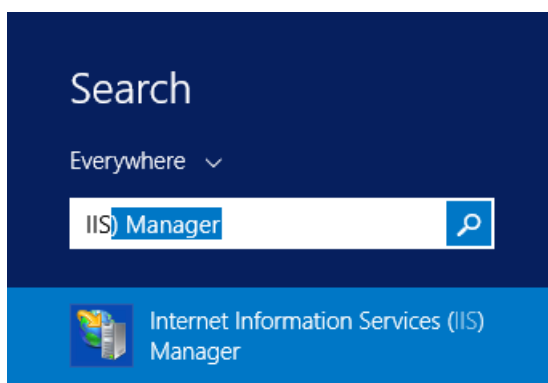 Search
Everywhere
IIS) Manager
Internet Information Services (IIS)
Manager